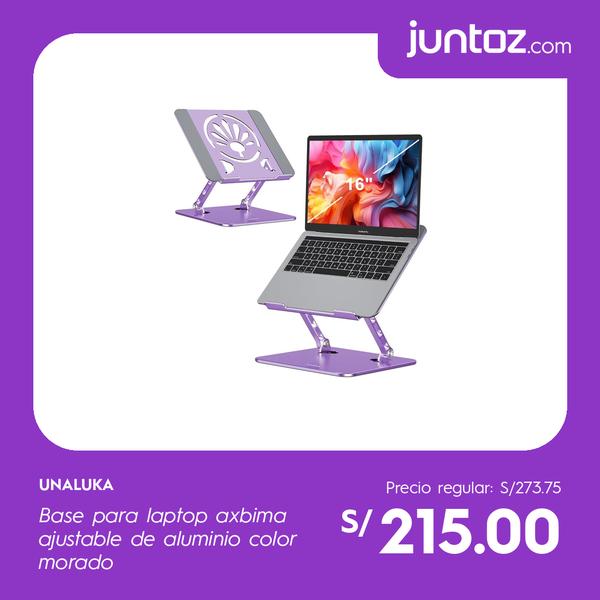 juntoz.com
16"
UNALUKA
Base para laptop axbima
ajustable de aluminio color
morado
Precio regular: S/273.75
S/ 215.00